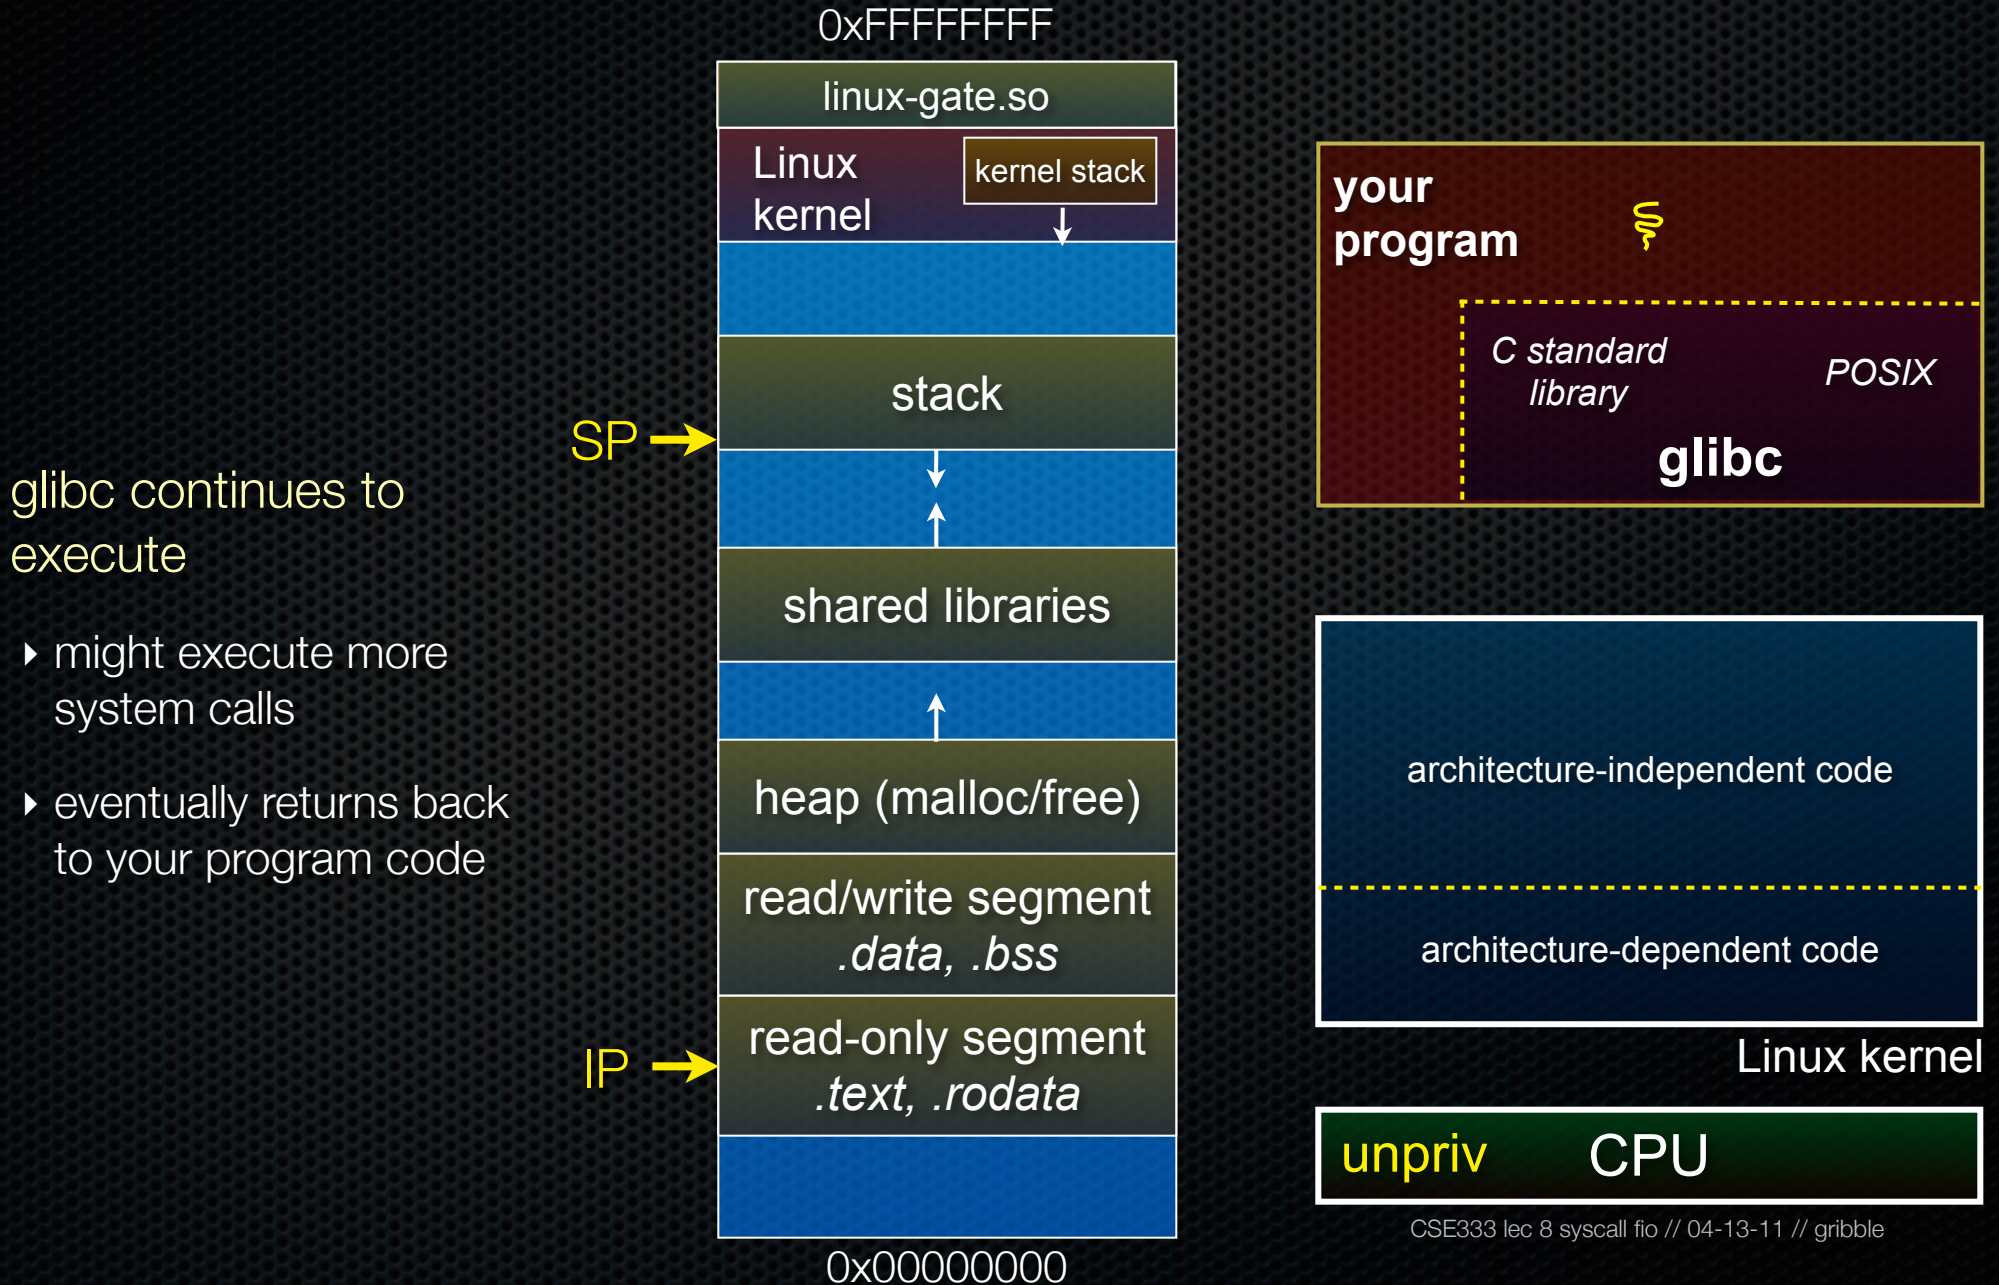 glibc continues to
execute
▸ might execute more
system calls
▸ eventually returns back
to your program code
0xFFFFFFFF
linux-gate.so
Linux
kernel
kernel stack
stack
SP
shared libraries
heap (malloc/free)
read/write segment
.data, .bss
read-only segment
.text, .rodata
IP
0x00000000
your
program
C standard
library
POSIX
glibc
architecture-independent code
architecture-dependent code
Linux kernel
unpriv CPU
CSE333 lec 8 syscall fio // 04-13-11 // gribble